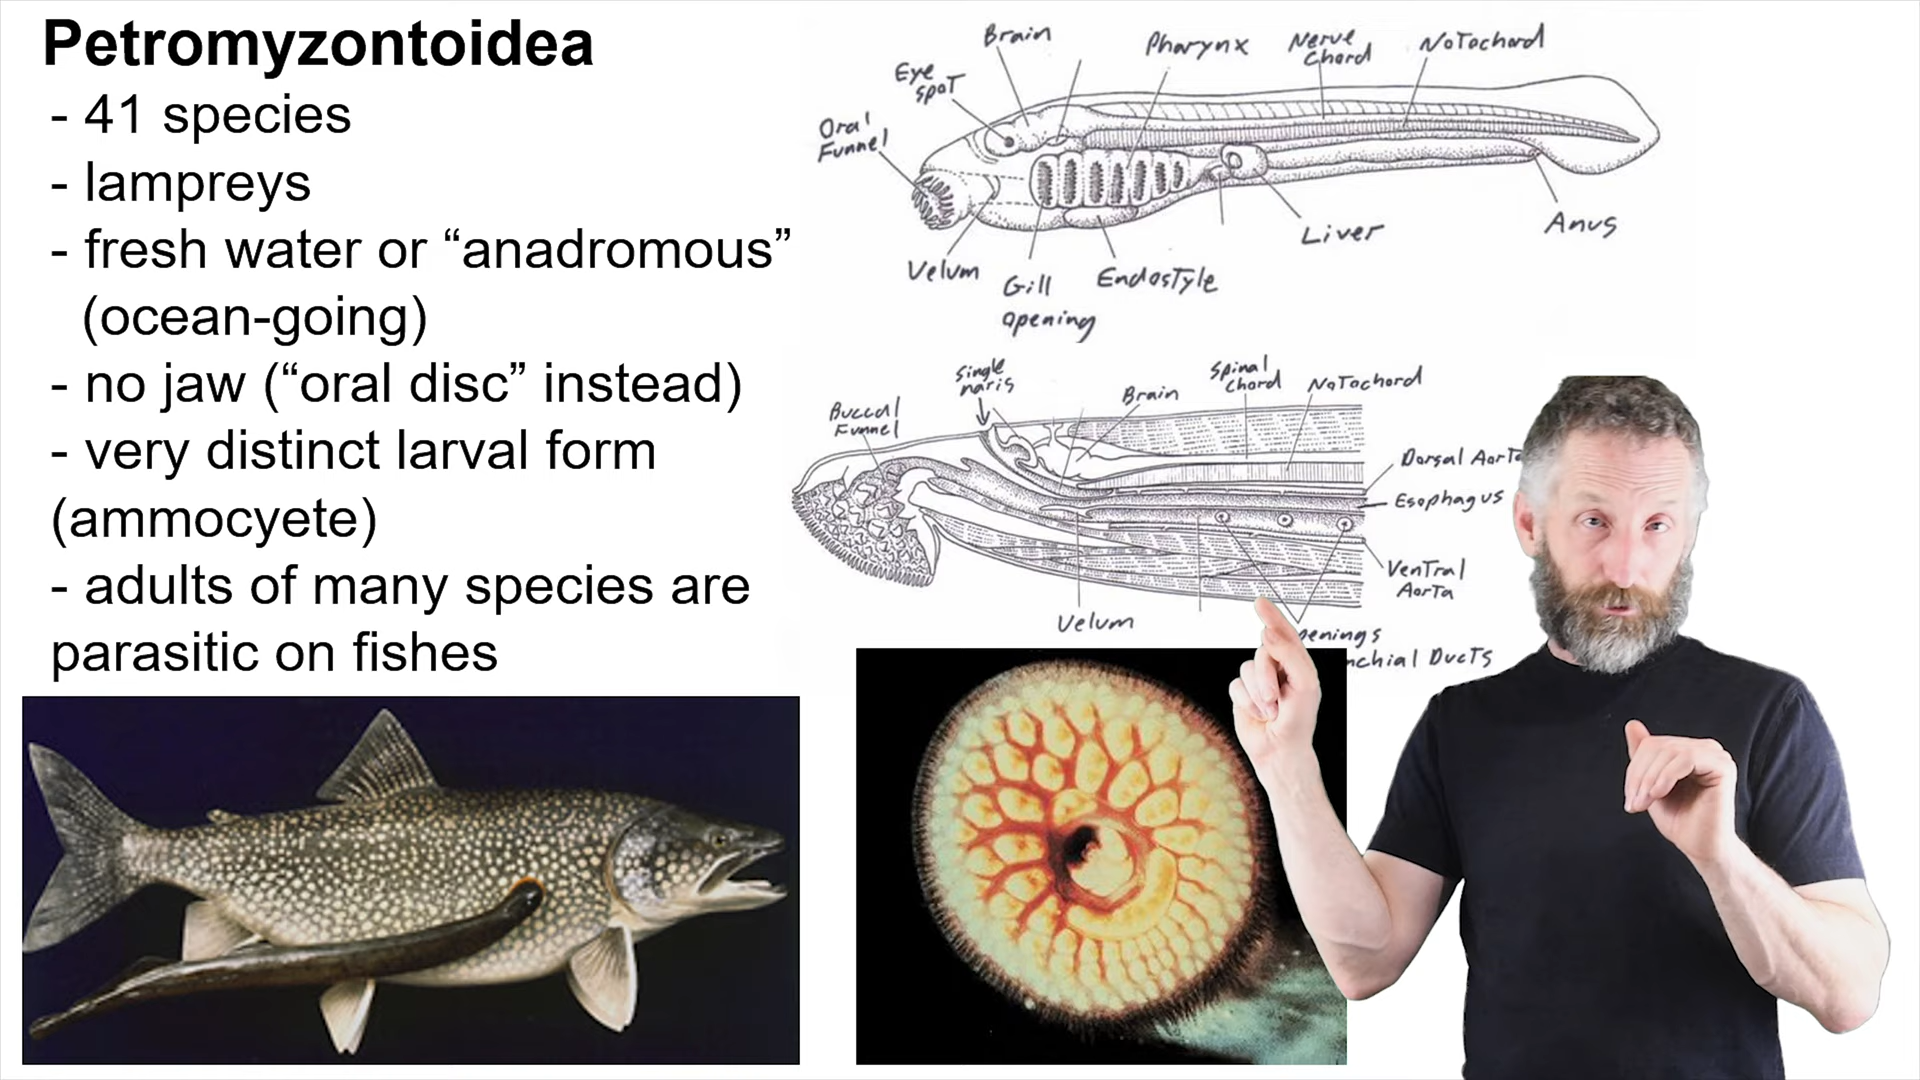 Petromyzontoidea
- 41 species
- lampreys
- fresh water or “anadromous”
(ocean-going)
- no jaw (“oral disc” instead)
- very distinct larval form
(ammocyete)
- adults of many species are
parasitic on fishes
Brain
Pharynx
Nerve
Chord
NoTochord
Eye
spoT
Oral
Funnel
Velum
Gill
opening
EndosTyle
Liver
Anus
Single
naris
Buccal
Funnel
Brain
Spinal
Chord
NoTochord
Dorsal
Esophagus
VenTral
AorTa
Velum
DucTs